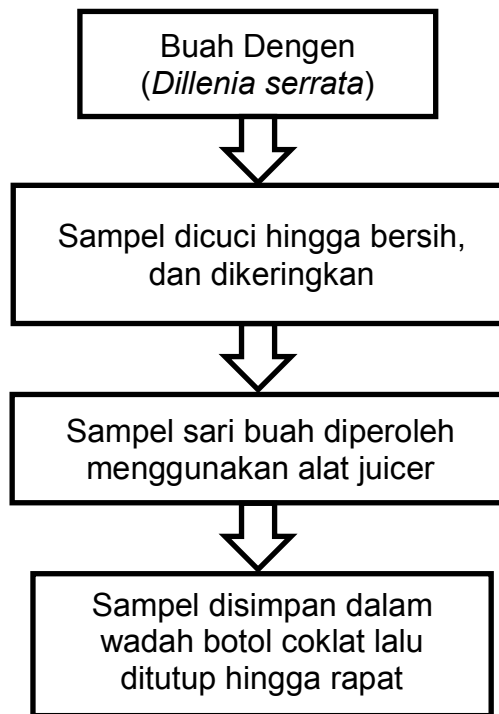 Buah Dengen
(Dillenia serrata)
Sampel dicuci hingga bersih,
dan dikeringkan
Sampel sari buah diperoleh
menggunakan alat juicer
Sampel disimpan dalam
wadah botol coklat lalu
ditutup hingga rapat